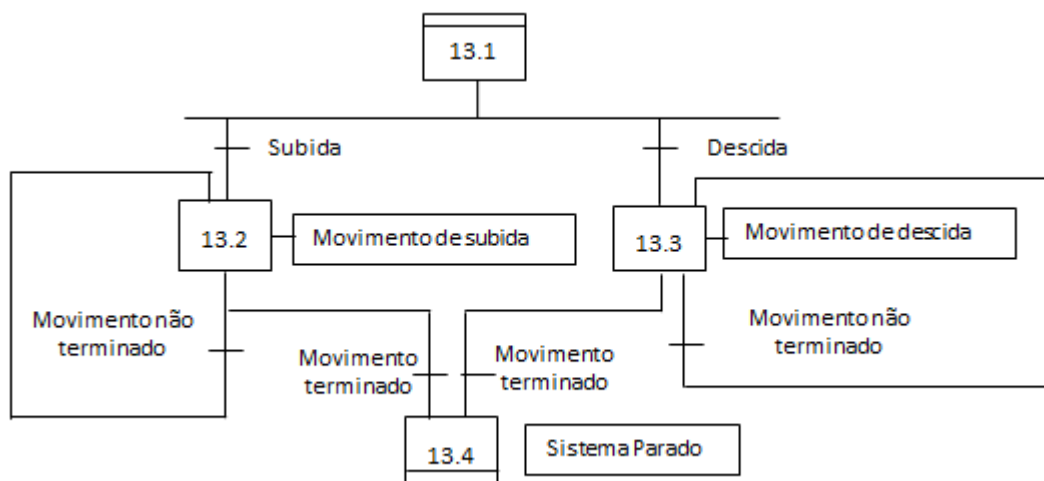 13.1
Subida
Descida
13.2
Movimento de subida
13.3
Movimento de descida
Movimento não
terminado
Movimento
terminado
Movimento
terminado
Movimento não
terminado
13.4
Sistema Parado